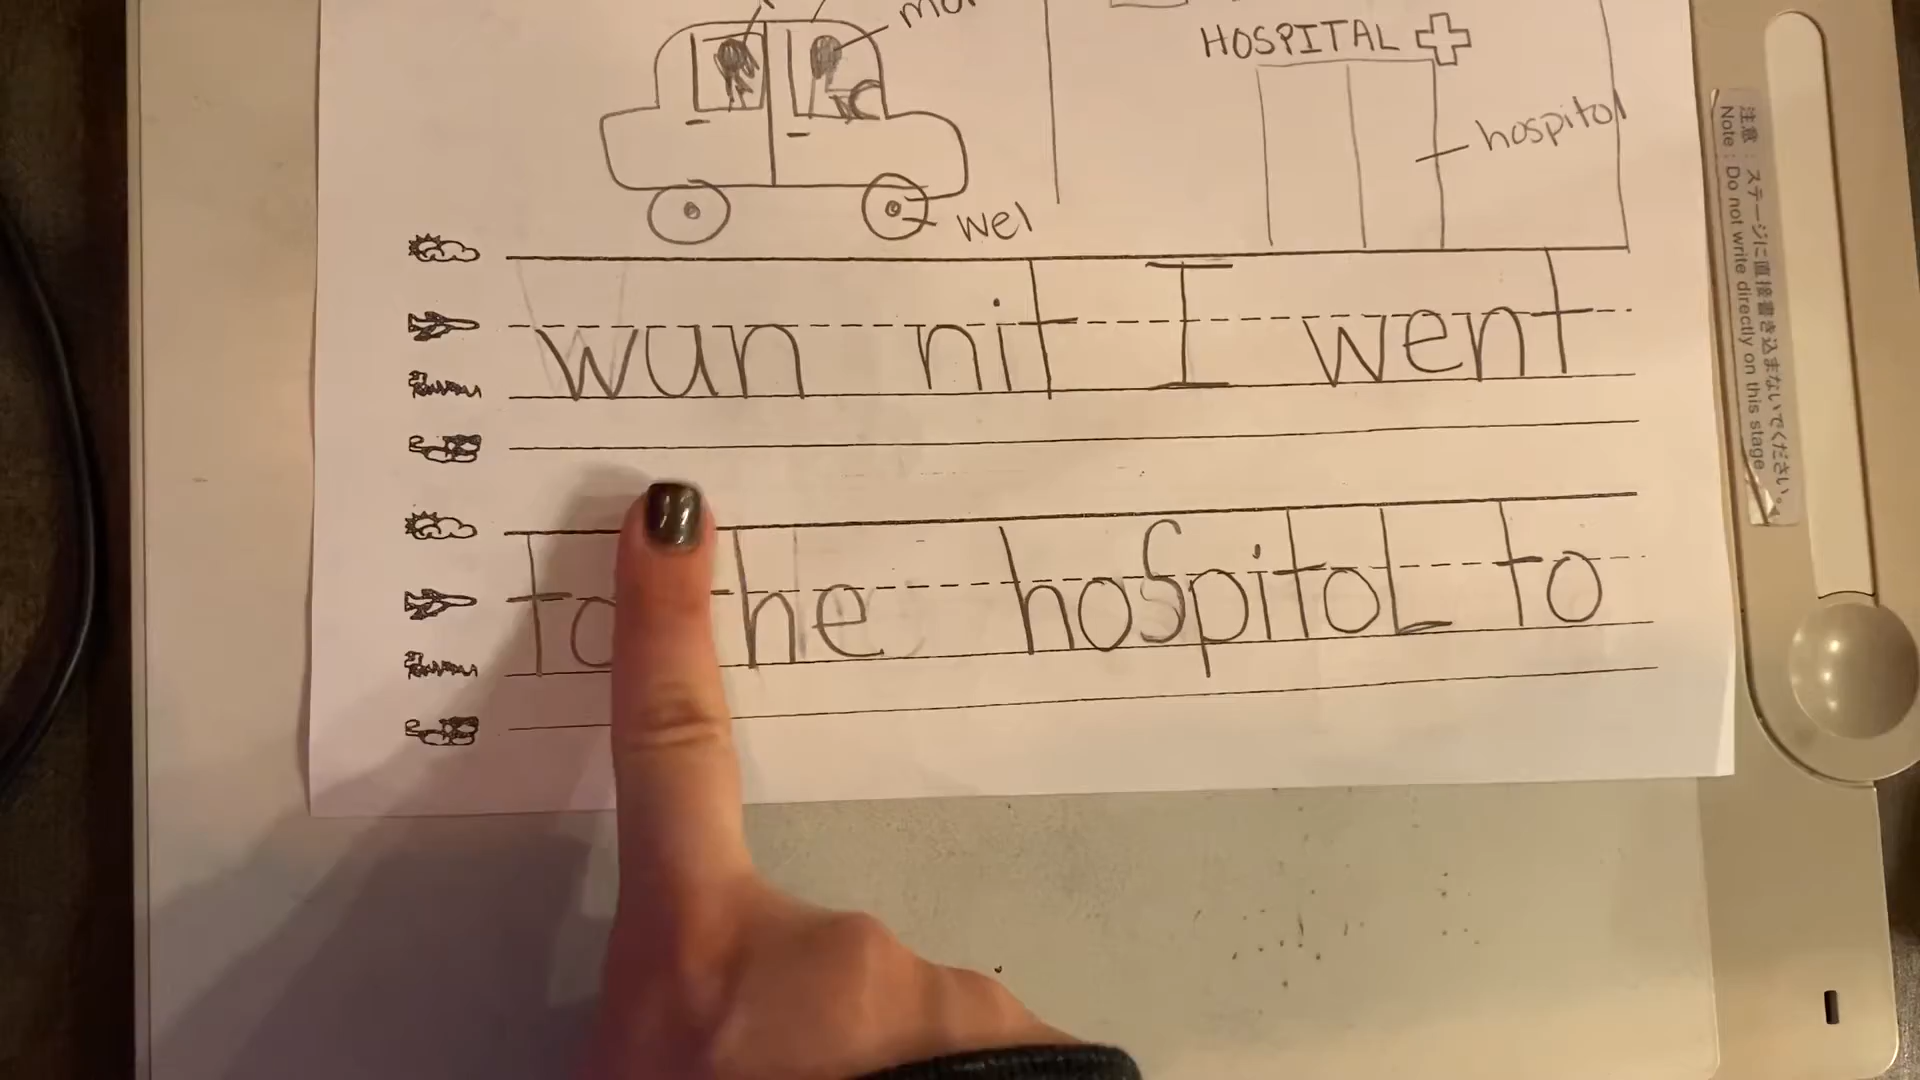 HOSPITAL
hospitol
wel
wun nit I went
to the hospitoL to
注意：ステージに直接書き込まないでください。
Note : Do not write directly on this stage